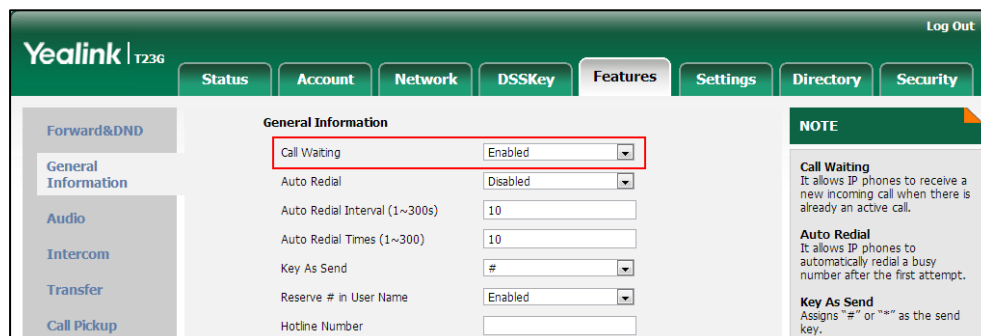 Log Out
Yealink T23G
Status Account Network DSSKey Features Settings Directory Security
Forward&DND
General
Information
Audio
Intercom
Transfer
Call Pickup
General Information
Call Waiting Enabled
Auto Redial Disabled
Auto Redial Interval (1~300s) 10
Auto Redial Times (1~300) 10
Key As Send #
Reserve # in User Name Enabled
Hotline Number
NOTE
Call Waiting
It allows IP phones to receive a
new incoming call when there is
already an active call.
Auto Redial
It allows IP phones to
automatically redial a busy
number after the first attempt.
Key As Send
Assigns "#" or "*" as the send
key.